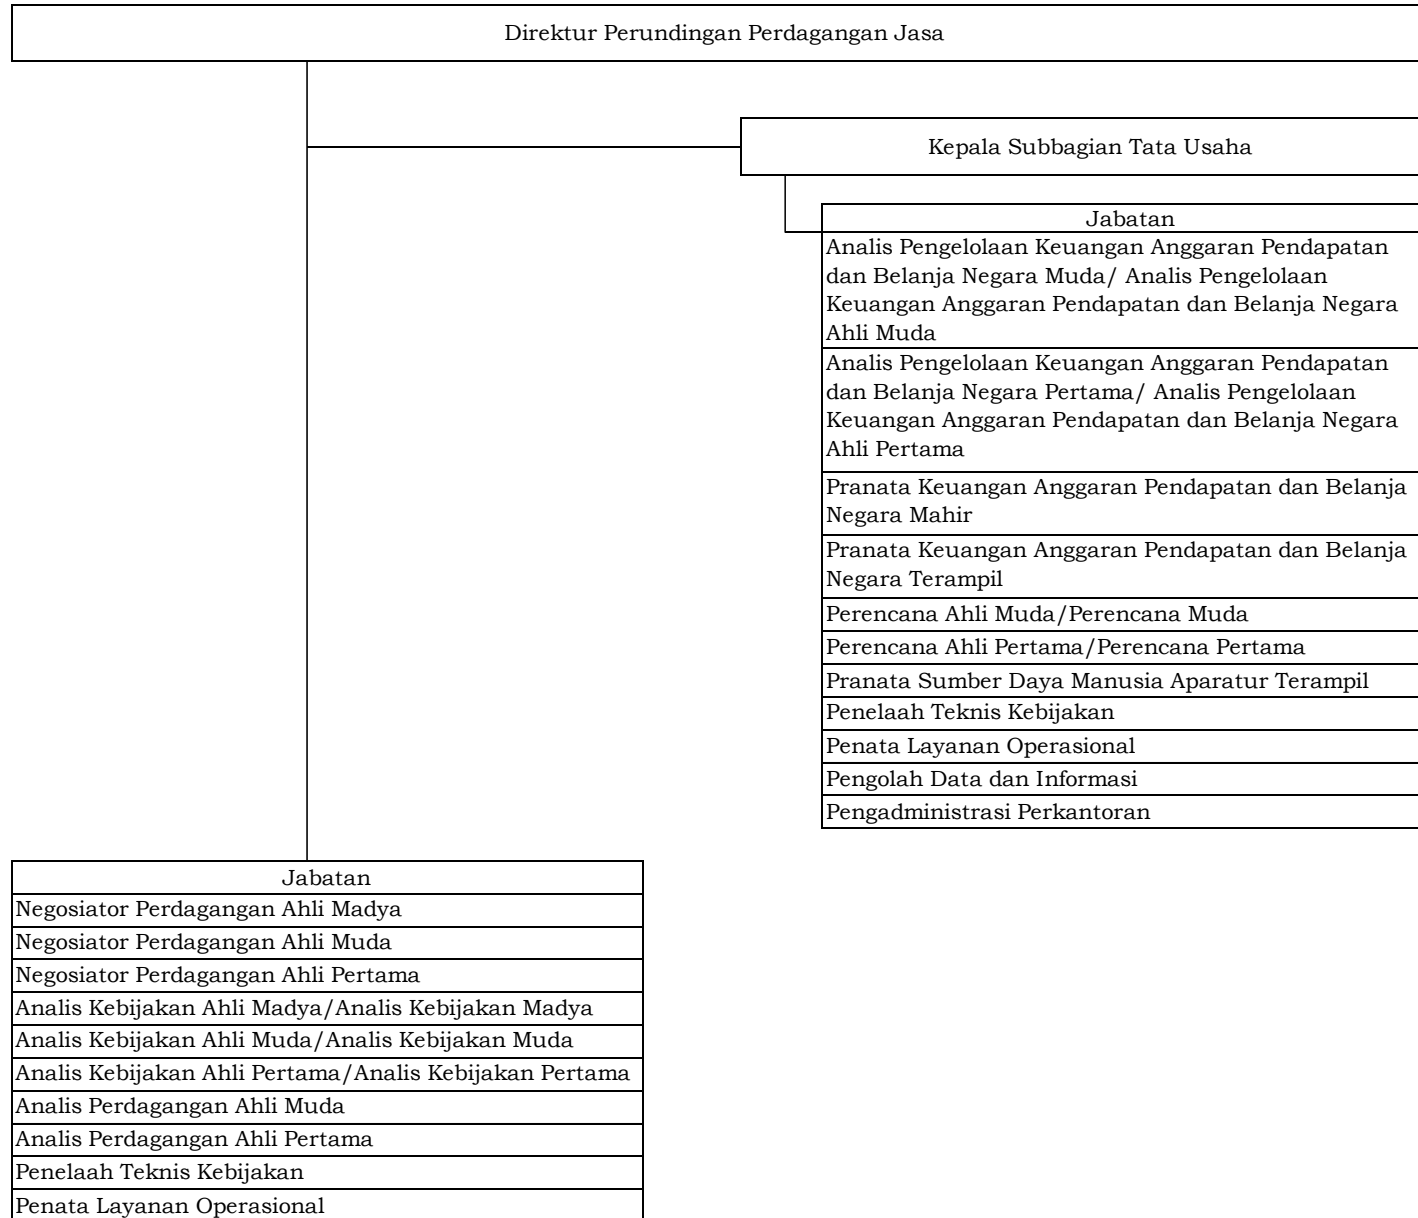 Direktur Perundingan Perdagangan Jasa
Kepala Subbagian Tata Usaha
Jabatan
Analis Pengelolaan Keuangan Anggaran Pendapatan
dan Belanja Negara Muda/ Analis Pengelolaan
Keuangan Anggaran Pendapatan dan Belanja Negara
Ahli Muda
Analis Pengelolaan Keuangan Anggaran Pendapatan
dan Belanja Negara Pertama/ Analis Pengelolaan
Keuangan Anggaran Pendapatan dan Belanja Negara
Ahli Pertama
Pranata Keuangan Anggaran Pendapatan dan Belanja
Negara Mahir
Pranata Keuangan Anggaran Pendapatan dan Belanja
Negara Terampil
Perencana Ahli Muda/Perencana Muda
Perencana Ahli Pertama/Perencana Pertama
Pranata Sumber Daya Manusia Aparatur Terampil
Penelaah Teknis Kebijakan
Penata Layanan Operasional
Pengolah Data dan Informasi
Pengadministrasi Perkantoran
Jabatan
Negosiator Perdagangan Ahli Madya
Negosiator Perdagangan Ahli Muda
Negosiator Perdagangan Ahli Pertama
Analis Kebijakan Ahli Madya/Analis Kebijakan Madya
Analis Kebijakan Ahli Muda/Analis Kebijakan Muda
Analis Kebijakan Ahli Pertama/Analis Kebijakan Pertama
Analis Perdagangan Ahli Muda
Analis Perdagangan Ahli Pertama
Penelaah Teknis Kebijakan
Penata Layanan Operasional